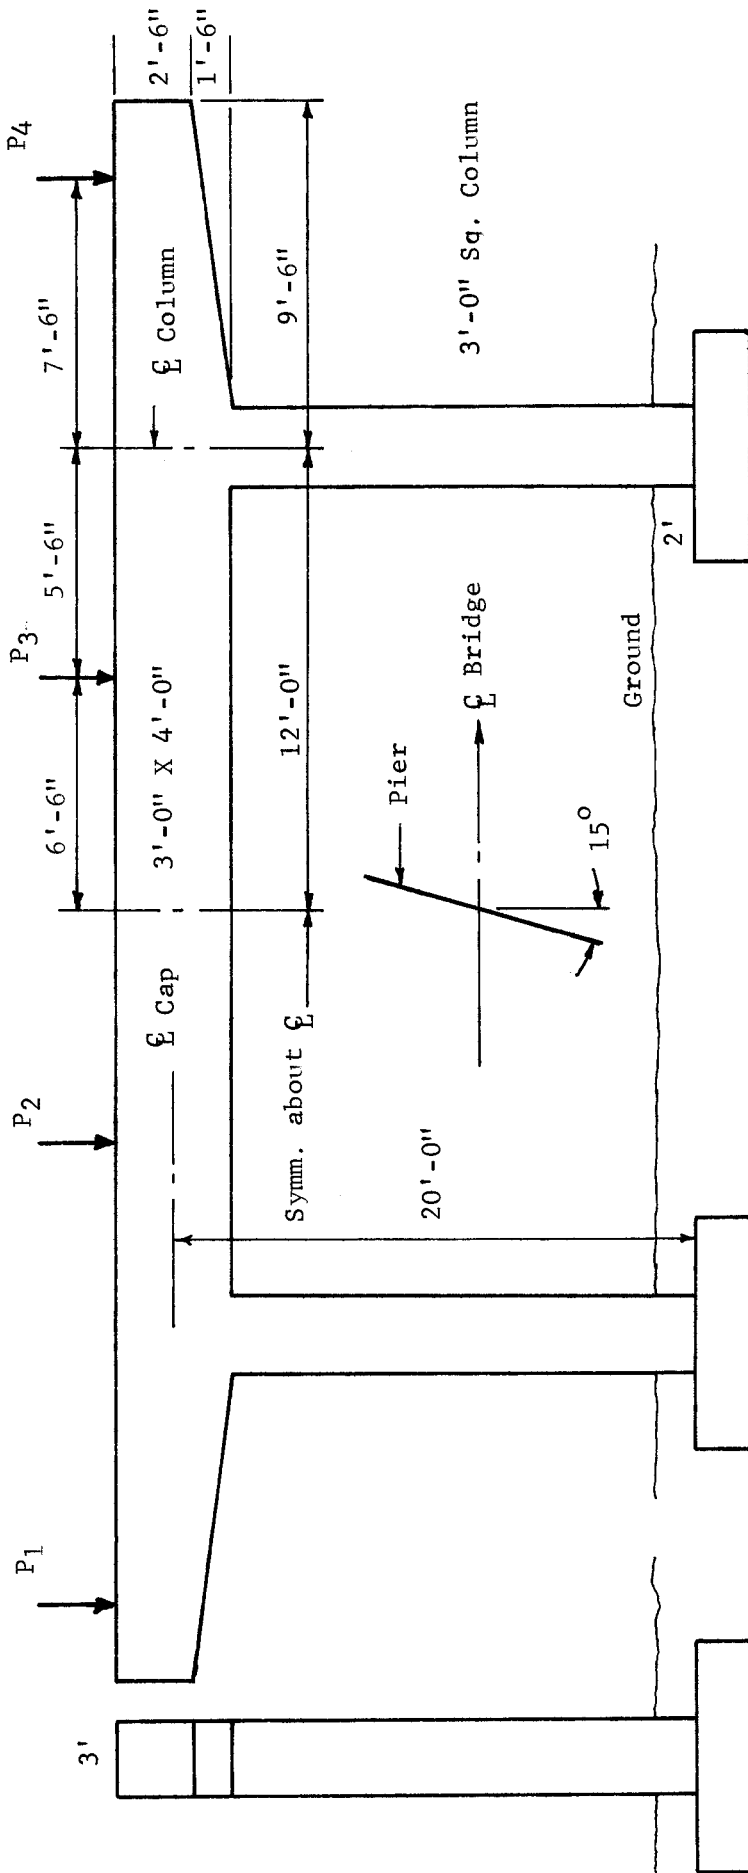 P1
P2
P3
P4
6'-6"
5'-6"
7'-6"
2'-6"
1'-6"
3'
℄ Cap
3'-0" X 4'-0"
℄ Column
Symm. about ℄
12'-0"
9'-6"
20'-0"
Pier
℄ Bridge
3'-0" Sq. Column
15°
Ground
2'